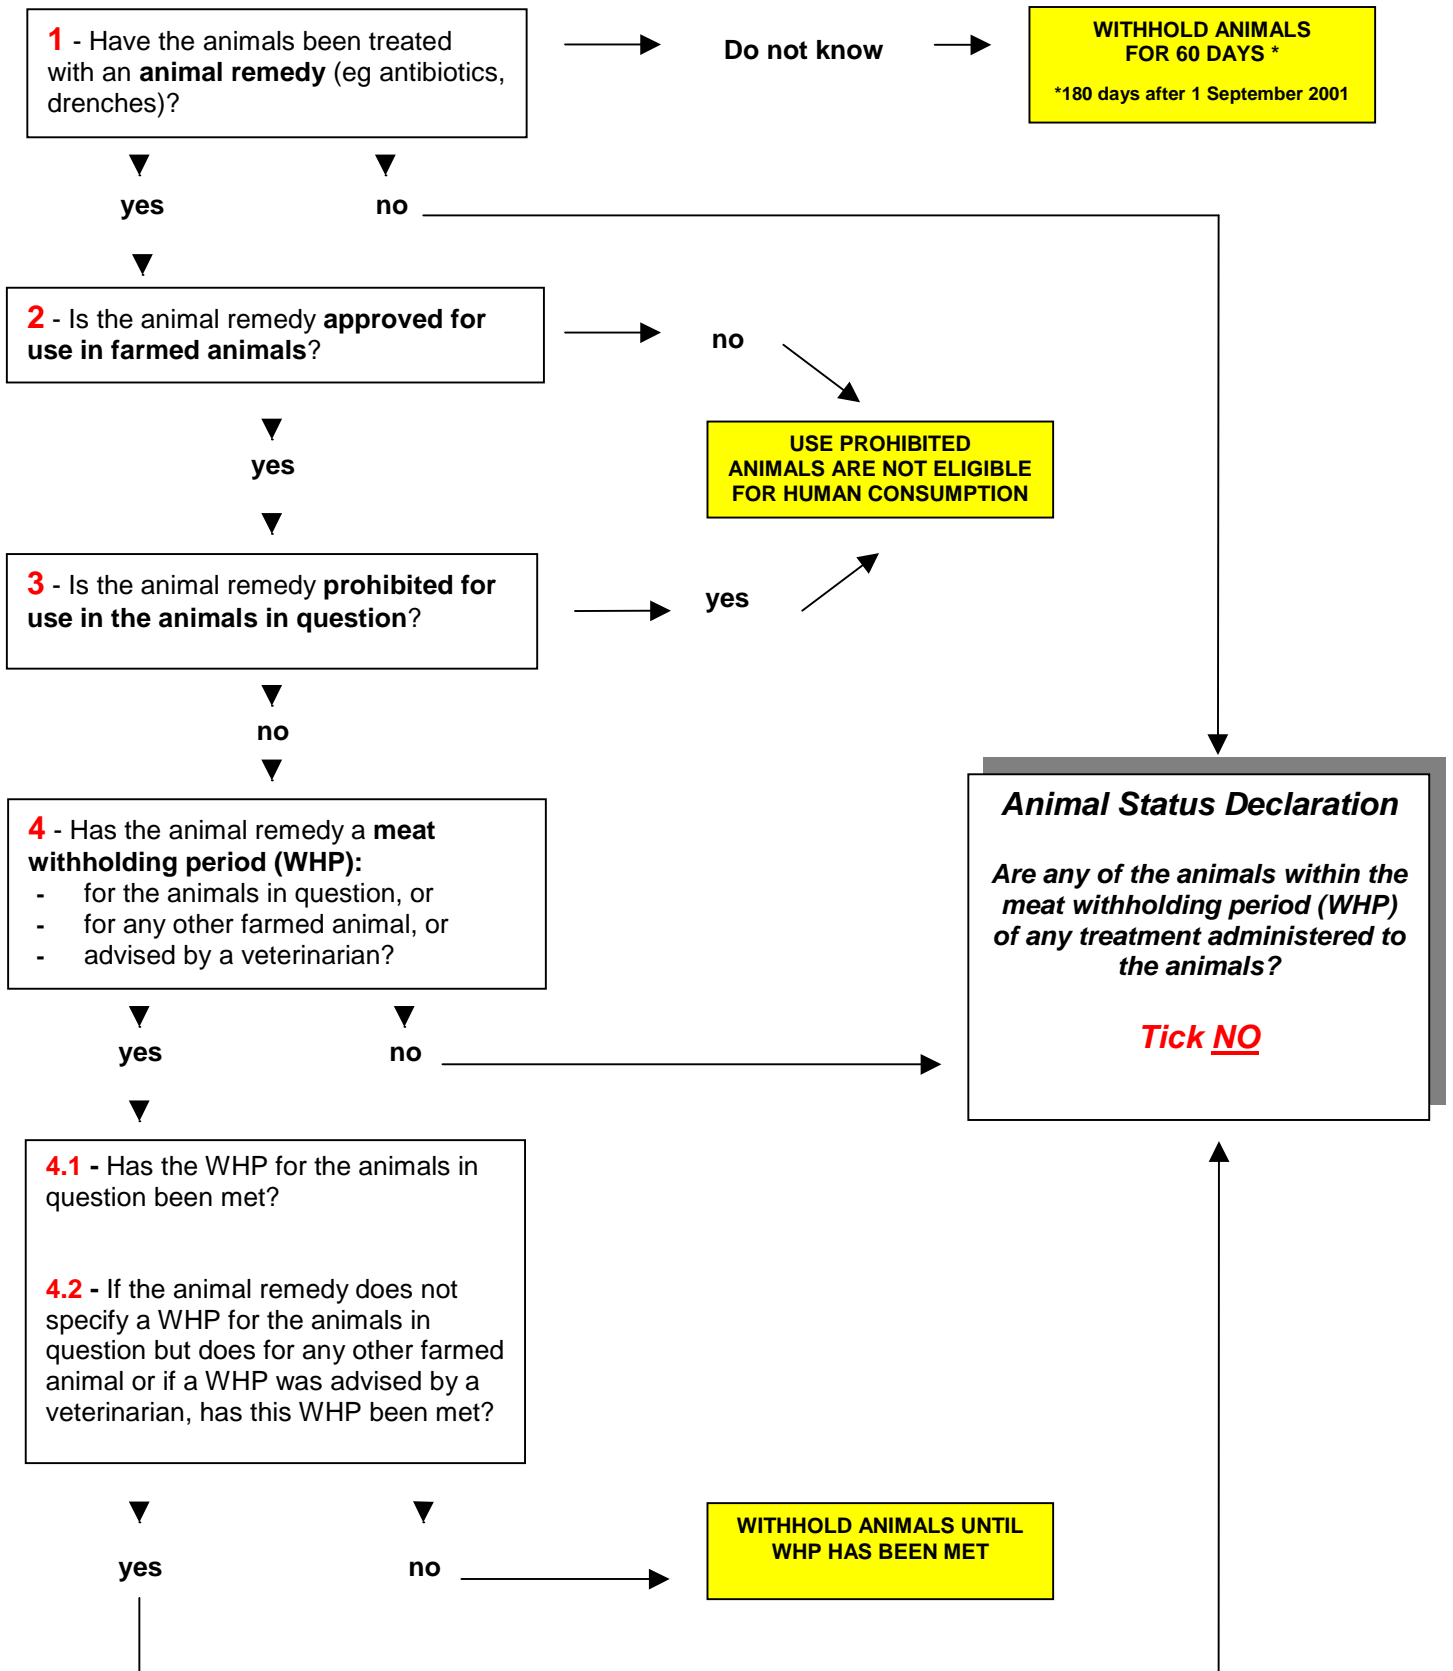 1 - Have the animals been treated
with an animal remedy (eg antibiotics,
drenches)?
Do not know
WITHHOLD ANIMALS
FOR 60 DAYS *
*180 days after 1 September 2001
yes
no
2 - Is the animal remedy approved for
use in farmed animals?
no
yes
USE PROHIBITED
ANIMALS ARE NOT ELIGIBLE
FOR HUMAN CONSUMPTION
3 - Is the animal remedy prohibited for
use in the animals in question?
yes
no
4 - Has the animal remedy a meat
withholding period (WHP):
- for the animals in question, or
- for any other farmed animal, or
- advised by a veterinarian?
Animal Status Declaration
Are any of the animals within the
meat withholding period (WHP)
of any treatment administered to
the animals?
Tick NO
yes
no
4.1 - Has the WHP for the animals in
question been met?
4.2 - If the animal remedy does not
specify a WHP for the animals in
question but does for any other farmed
animal or if a WHP was advised by a
veterinarian, has this WHP been met?
yes
no
WITHHOLD ANIMALS UNTIL
WHP HAS BEEN MET